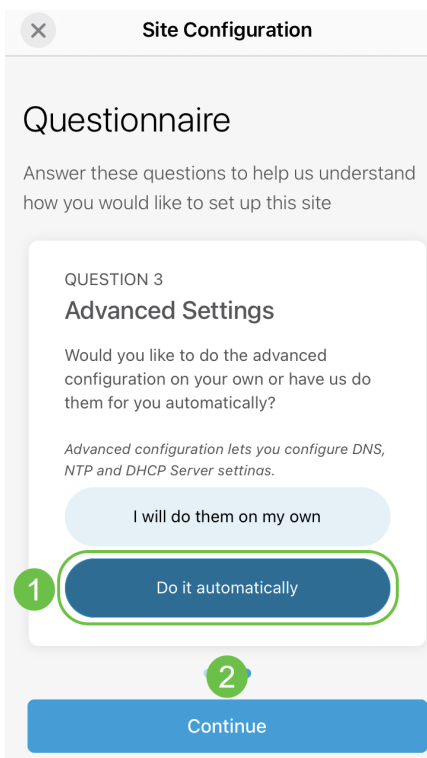 Site Configuration
Questionnaire
Answer these questions to help us understand
how you would like to set up this site
QUESTION 3
Advanced Settings
Would you like to do the advanced
configuration on your own or have us do
them for you automatically?
Advanced configuration lets you configure DNS,
NTP and DHCP Server settings.
I will do them on my own
1
Do it automatically
2
Continue